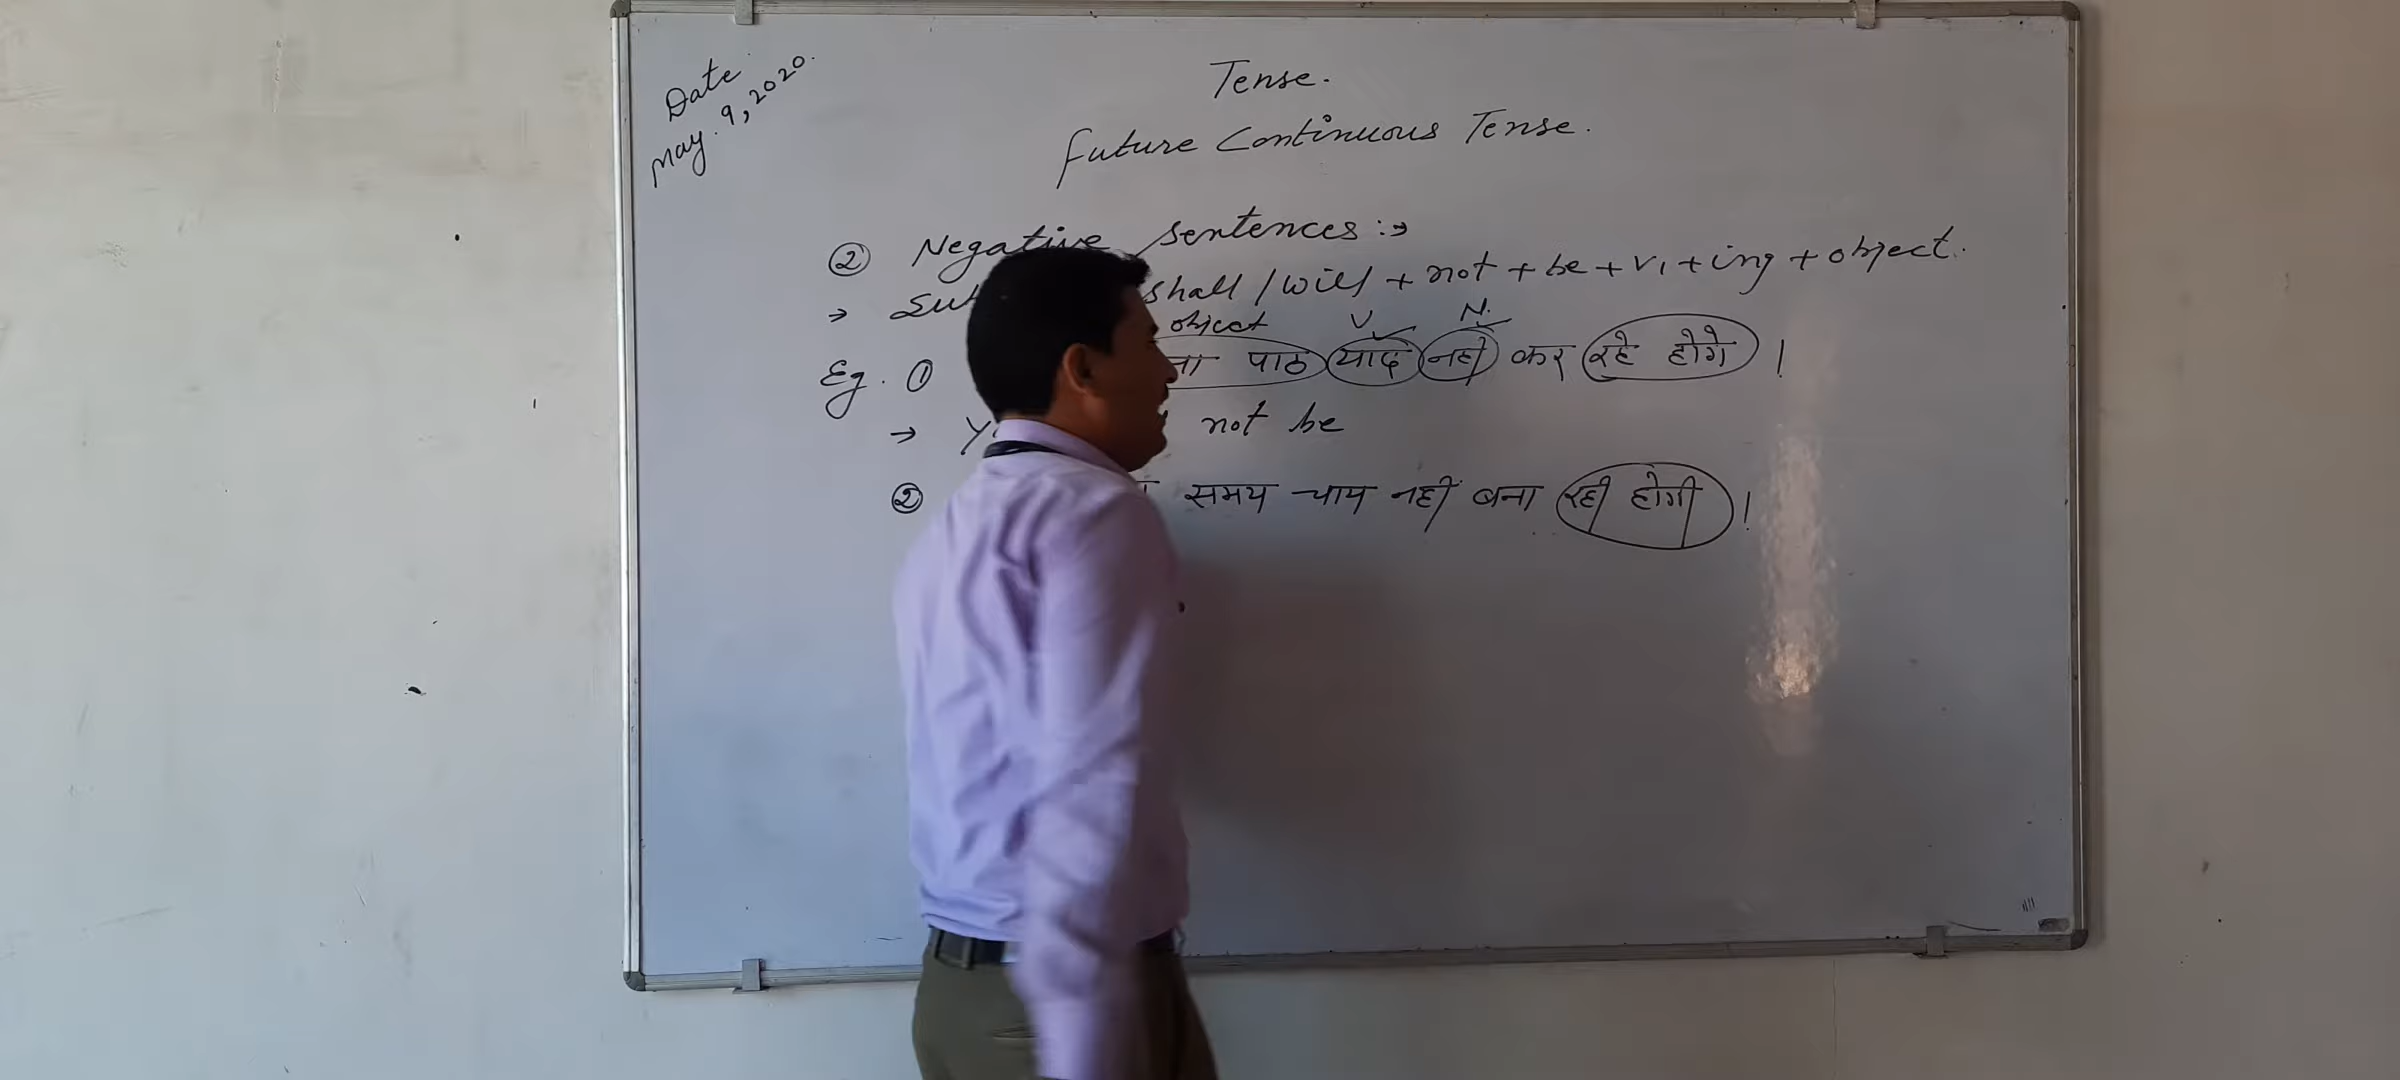 Date.
May. 9, 2020.
Tense.
Future Continuous Tense.
② Negative sentences :→
→ shall / will + not + be + V1 + ing + object.
object V N.
Eg. ① पाठ याद नहीं कर रहे होगे ।
→ not be
② समय चाय नहीं बना रही होगी ।